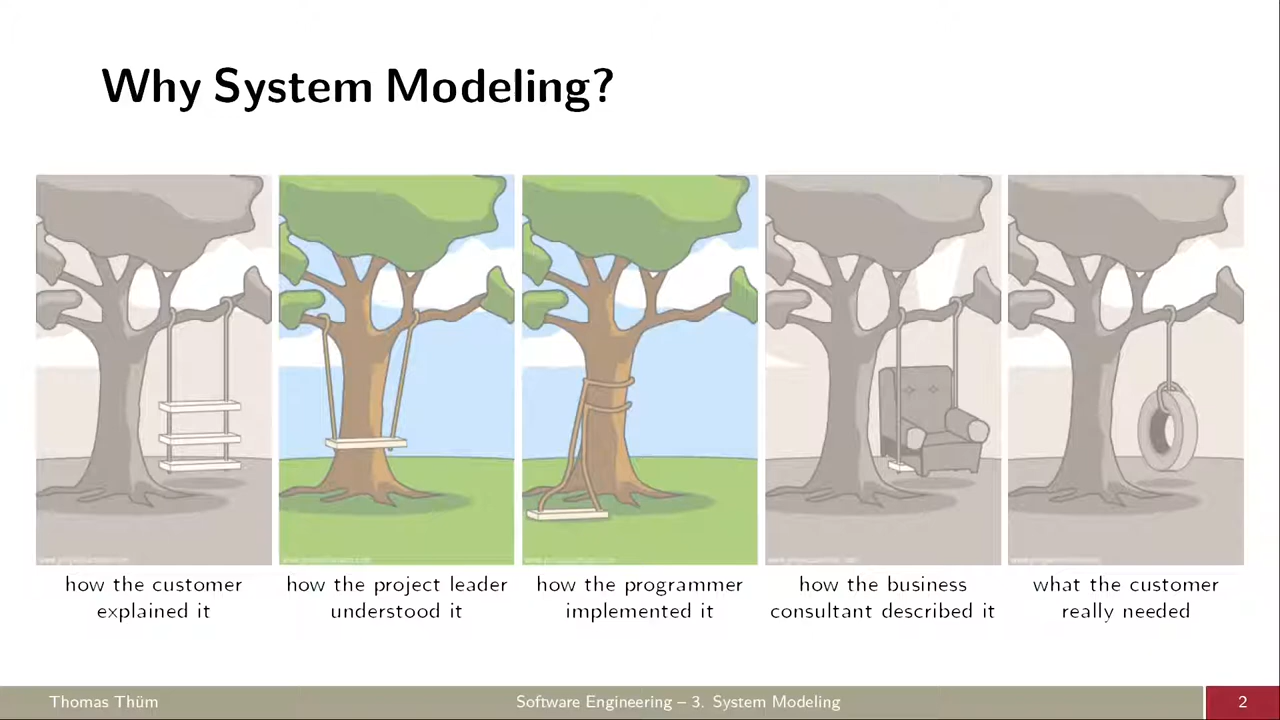 Why System Modeling?
how the customer
explained it
how the project leader
understood it
how the programmer
implemented it
how the business
consultant described it
what the customer
really needed
Thomas Thüm
Software Engineering – 3. System Modeling
2